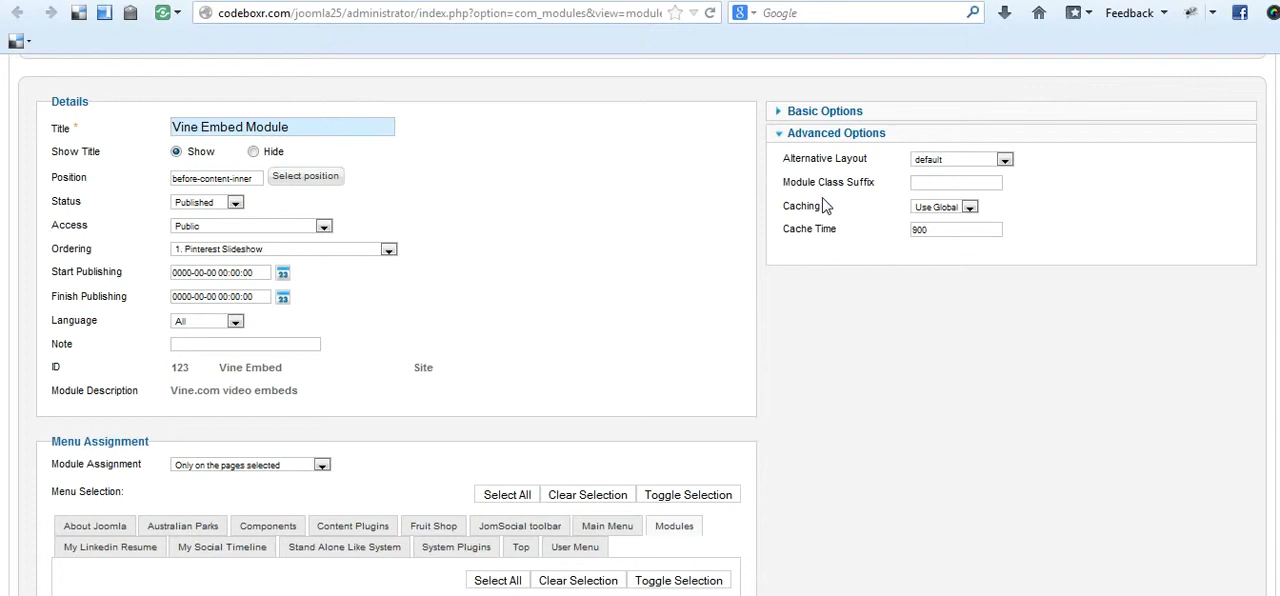 codeboxr.com/joomla25/administrator/index.php?option=com_modules&view=module
Google
Feedback
Details
Title *
Vine Embed Module
Show Title
Show
Hide
Position
before-content-inner
Select position
Status
Published
Access
Public
Ordering
1. Pinterest Slideshow
Start Publishing
0000-00-00 00:00:00
23
Finish Publishing
0000-00-00 00:00:00
23
Language
All
Note
ID
123
Vine Embed
Site
Module Description
Vine.com video embeds
Basic Options
Advanced Options
Alternative Layout
default
Module Class Suffix
Caching
Use Global
Cache Time
900
Menu Assignment
Module Assignment
Only on the pages selected
Menu Selection:
Select All
Clear Selection
Toggle Selection
About Joomla
Australian Parks
Components
Content Plugins
Fruit Shop
JomSocial toolbar
Main Menu
Modules
My Linkedin Resume
My Social Timeline
Stand Alone Like System
System Plugins
Top
User Menu
Select All
Clear Selection
Toggle Selection